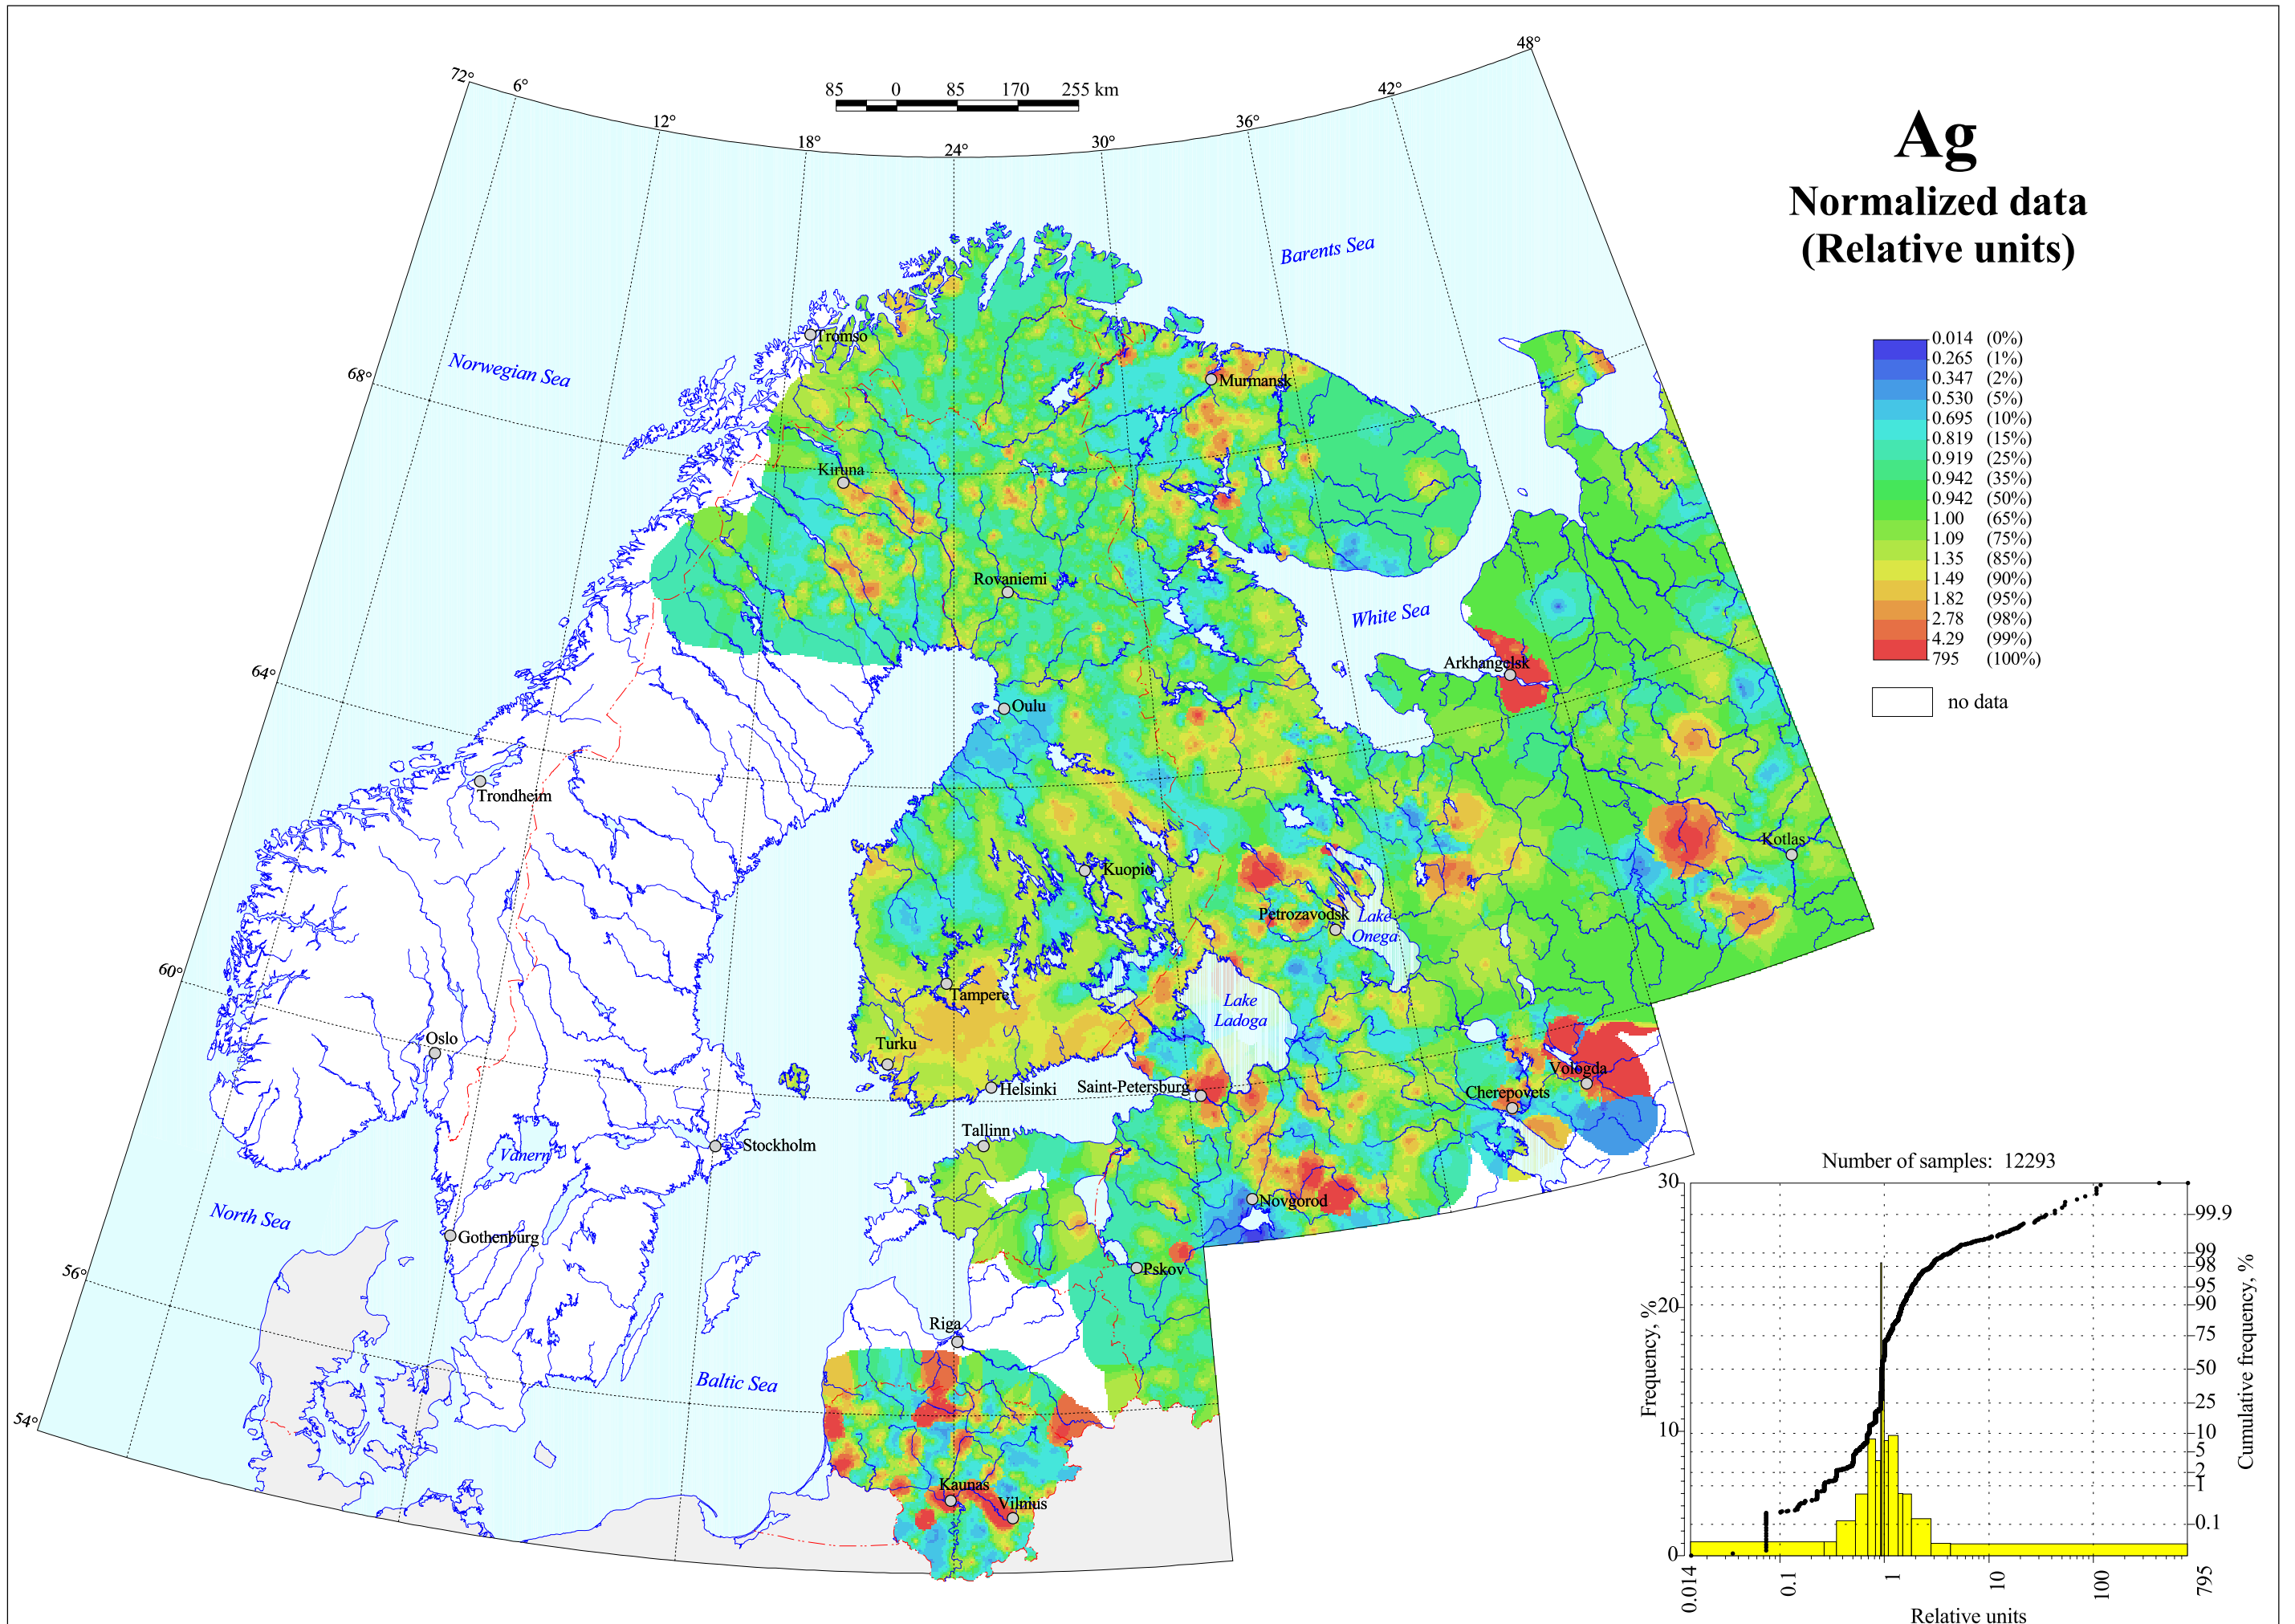 Ag
Normalized data
(Relative units)
85 0 85 170 255 km
72° 6° 12° 18° 24° 30° 36° 42° 48°
68°
64°
60°
56°
54°
0.014 (0%)
0.265 (1%)
0.347 (2%)
0.530 (5%)
0.695 (10%)
0.819 (15%)
0.919 (25%)
0.942 (35%)
0.942 (50%)
1.00 (65%)
1.09 (75%)
1.35 (85%)
1.49 (90%)
1.82 (95%)
2.78 (98%)
4.29 (99%)
795 (100%)
no data
Barents Sea
Norwegian Sea
Tromso
Murmansk
Kiruna
Rovaniemi
White Sea
Arkhangelsk
Oulu
Trondheim
Kotlas
Kuopio
Petrozavodsk
Lake
Onega
Tampere
Lake
Ladoga
Oslo
Turku
Helsinki
Saint-Petersburg
Vologda
Cherepovets
Tallinn
Stockholm
Vanern
Novgorod
North Sea
Gothenburg
Pskov
Riga
Baltic Sea
Kaunas
Vilnius
Number of samples: 12293
Frequency, %
30
20
10
0
Cumulative frequency, %
99.9
99
98
95
90
75
50
25
10
5
2
1
0.1
0.014 0.1 1 10 100 795
Relative units